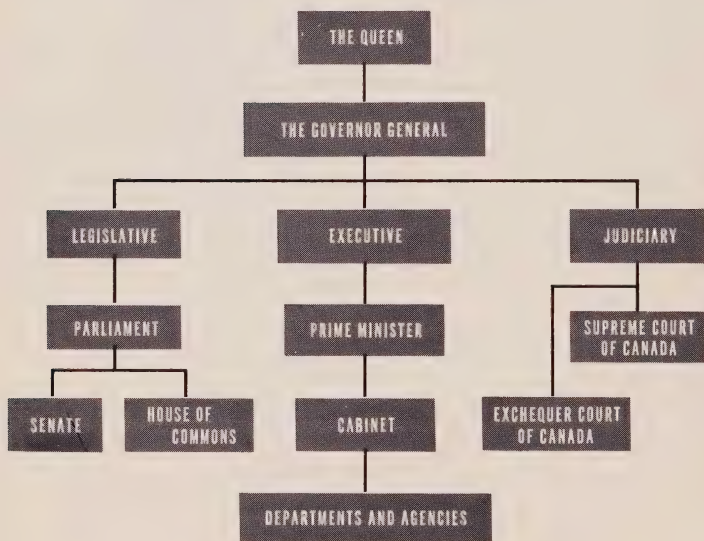 THE QUEEN
THE GOVERNOR GENERAL
LEGISLATIVE
EXECUTIVE
JUDICIARY
PARLIAMENT
PRIME MINISTER
SUPREME COURT
OF CANADA
SENATE
HOUSE OF
COMMONS
CABINET
EXCHEQUER COURT
OF CANADA
DEPARTMENTS AND AGENCIES